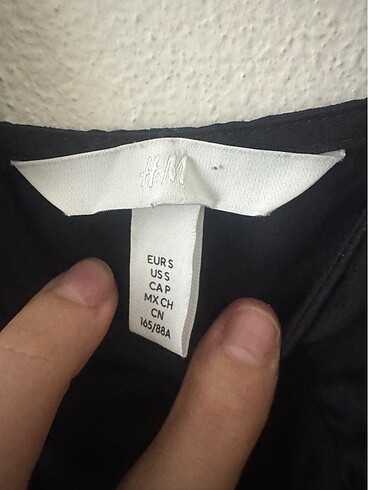 H&M
EUR S
US S
CA P
MX CH
CN
165/88A